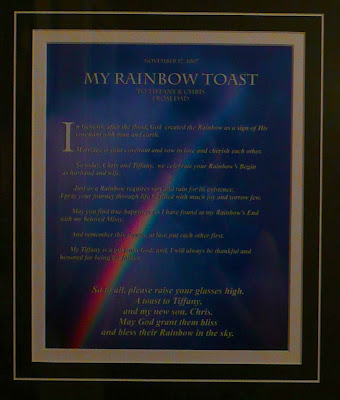 NOVEMBER 17, 2007
MY RAINBOW TOAST
TO TIFFANY & CHRIS
FROM DAD
In Genesis, after the flood, God created the Rainbow as a sign of His
covenant with man and earth.
Marriage is your covenant and vow to love and cherish each other.
So today, Chris and Tiffany, we celebrate your Rainbow's Begin
as husband and wife.
Just as a Rainbow requires sun and rain for its existence,
I pray your journey through life is filled with much joy and sorrow few.
May you find true happiness as I have found at my Rainbow's End
with my beloved Missy.
And remember this to put each other first.
My Tiffany is a gift from God; and, I will always be thankful and
honored for being her
So to all, please raise your glasses high.
A toast to Tiffany,
and my new son, Chris.
May God grant them bliss
and bless their Rainbow in the sky.